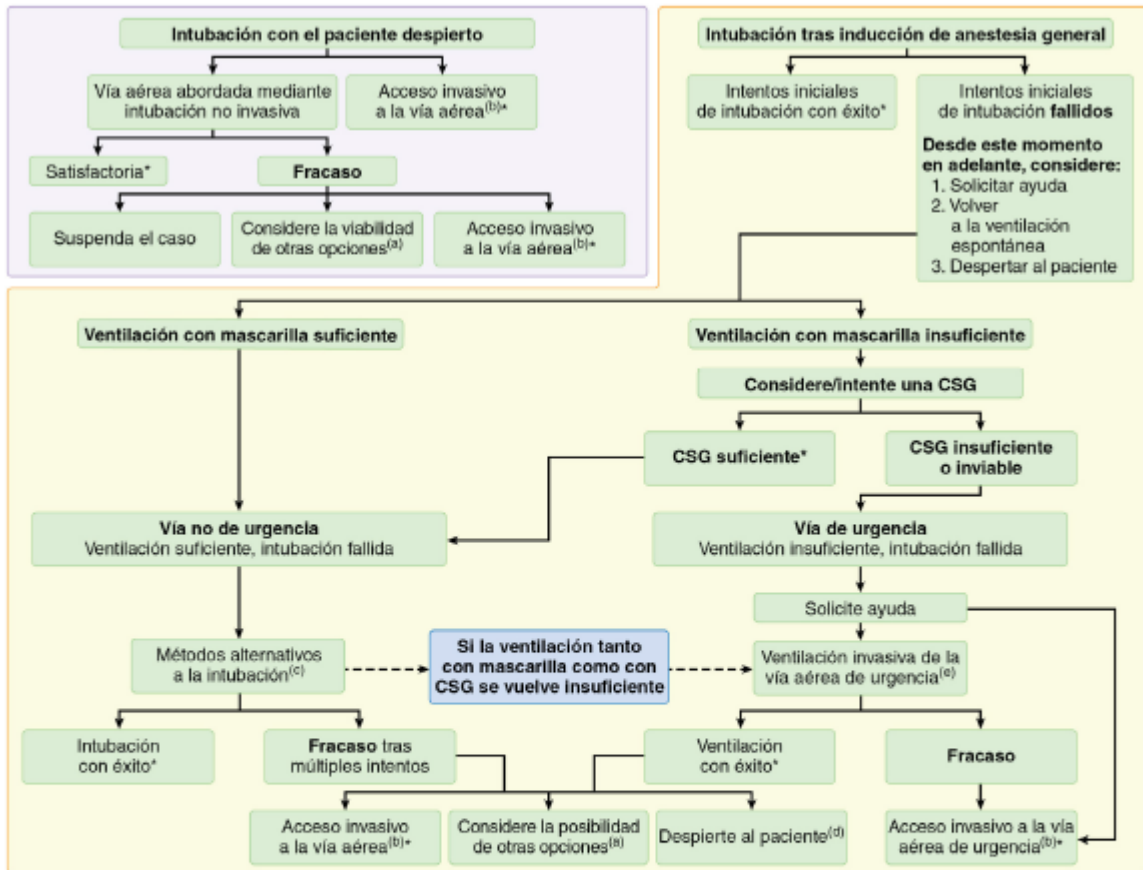 Intubación con el paciente despierto
Vía aérea abordada mediante
intubación no invasiva
Acceso invasivo
a la vía aérea(b)*
Satisfactoria*
Fracaso
Suspenda el caso
Considere la viabilidad
de otras opciones(a)
Acceso invasivo
a la vía aérea(b)*
Intubación tras inducción de anestesia general
Intentos iniciales
de intubación con éxito*
Intentos iniciales
de intubación fallidos
Desde este momento
en adelante, considere:
1. Solicitar ayuda
2. Volver
a la ventilación
espontánea
3. Despertar al paciente
Ventilación con mascarilla suficiente
Ventilación con mascarilla insuficiente
Considere/intente una CSG
CSG suficiente*
CSG insuficiente
o inviable
Vía no de urgencia
Ventilación suficiente, intubación fallida
Vía de urgencia
Ventilación insuficiente, intubación fallida
Solicite ayuda
Métodos alternativos
a la intubación(c)
Si la ventilación tanto
con mascarilla como con
CSG se vuelve insuficiente
Ventilación invasiva de la
vía aérea de urgencia(e)
Intubación
con éxito*
Fracaso tras
múltiples intentos
Ventilación
con éxito*
Fracaso
Acceso invasivo
a la vía aérea(b)*
Considere la posibilidad
de otras opciones(a)
Despierte al paciente(d)
Acceso invasivo a la vía
aérea de urgencia(b)*